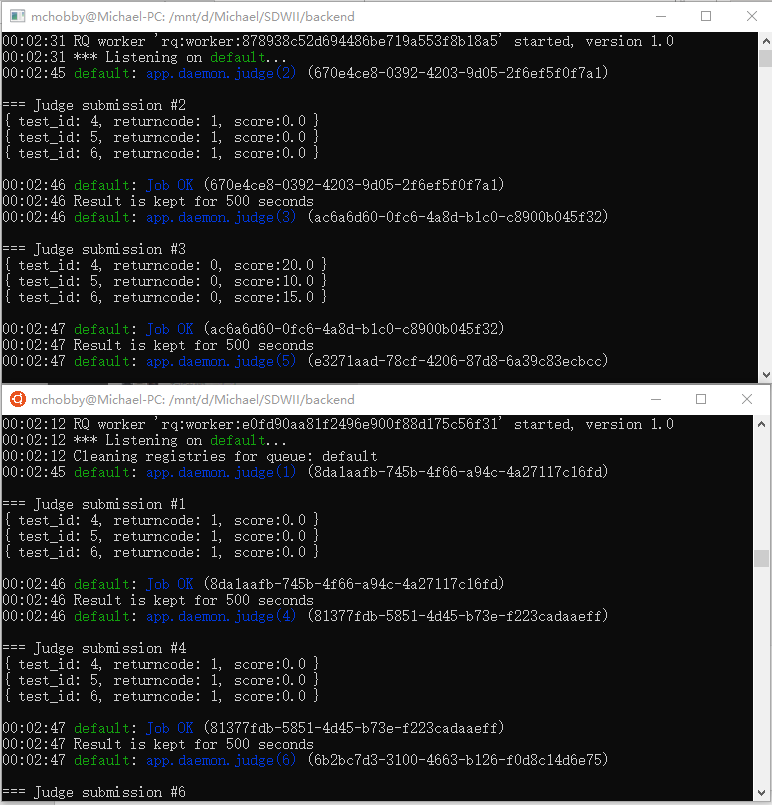 mchobby@Michael-PC: /mnt/d/Michael/SDWII/backend
00:02:31 RQ worker 'rq:worker:878938c52d694486be719a553f8b18a5' started, version 1.0
00:02:31 *** Listening on default...
00:02:45 default: app.daemon.judge(2) (670e4ce8-0392-4203-9d05-2f6ef5f0f7a1)
=== Judge submission #2
{ test_id: 4, returncode: 1, score:0.0 }
{ test_id: 5, returncode: 1, score:0.0 }
{ test_id: 6, returncode: 1, score:0.0 }
00:02:46 default: Job OK (670e4ce8-0392-4203-9d05-2f6ef5f0f7a1)
00:02:46 Result is kept for 500 seconds
00:02:46 default: app.daemon.judge(3) (ac6a6d60-0fc6-4a8d-b1c0-c8900b045f32)
=== Judge submission #3
{ test_id: 4, returncode: 0, score:20.0 }
{ test_id: 5, returncode: 0, score:10.0 }
{ test_id: 6, returncode: 0, score:15.0 }
00:02:47 default: Job OK (ac6a6d60-0fc6-4a8d-b1c0-c8900b045f32)
00:02:47 Result is kept for 500 seconds
00:02:47 default: app.daemon.judge(5) (e3271aad-78cf-4206-87d8-6a39c83ecbcc)
mchobby@Michael-PC: /mnt/d/Michael/SDWII/backend
00:02:12 RQ worker 'rq:worker:e0fd90aa81f2496e900f88d175c56f31' started, version 1.0
00:02:12 *** Listening on default...
00:02:12 Cleaning registries for queue: default
00:02:45 default: app.daemon.judge(1) (8da1aafb-745b-4f66-a94c-4a27117c16fd)
=== Judge submission #1
{ test_id: 4, returncode: 1, score:0.0 }
{ test_id: 5, returncode: 1, score:0.0 }
{ test_id: 6, returncode: 1, score:0.0 }
00:02:46 default: Job OK (8da1aafb-745b-4f66-a94c-4a27117c16fd)
00:02:46 Result is kept for 500 seconds
00:02:46 default: app.daemon.judge(4) (81377fdb-5851-4d45-b73e-f223cadaaeff)
=== Judge submission #4
{ test_id: 4, returncode: 1, score:0.0 }
{ test_id: 5, returncode: 1, score:0.0 }
{ test_id: 6, returncode: 1, score:0.0 }
00:02:47 default: Job OK (81377fdb-5851-4d45-b73e-f223cadaaeff)
00:02:47 Result is kept for 500 seconds
00:02:47 default: app.daemon.judge(6) (6b2bc7d3-3100-4663-b126-f0d8c14d6e75)
=== Judge submission #6